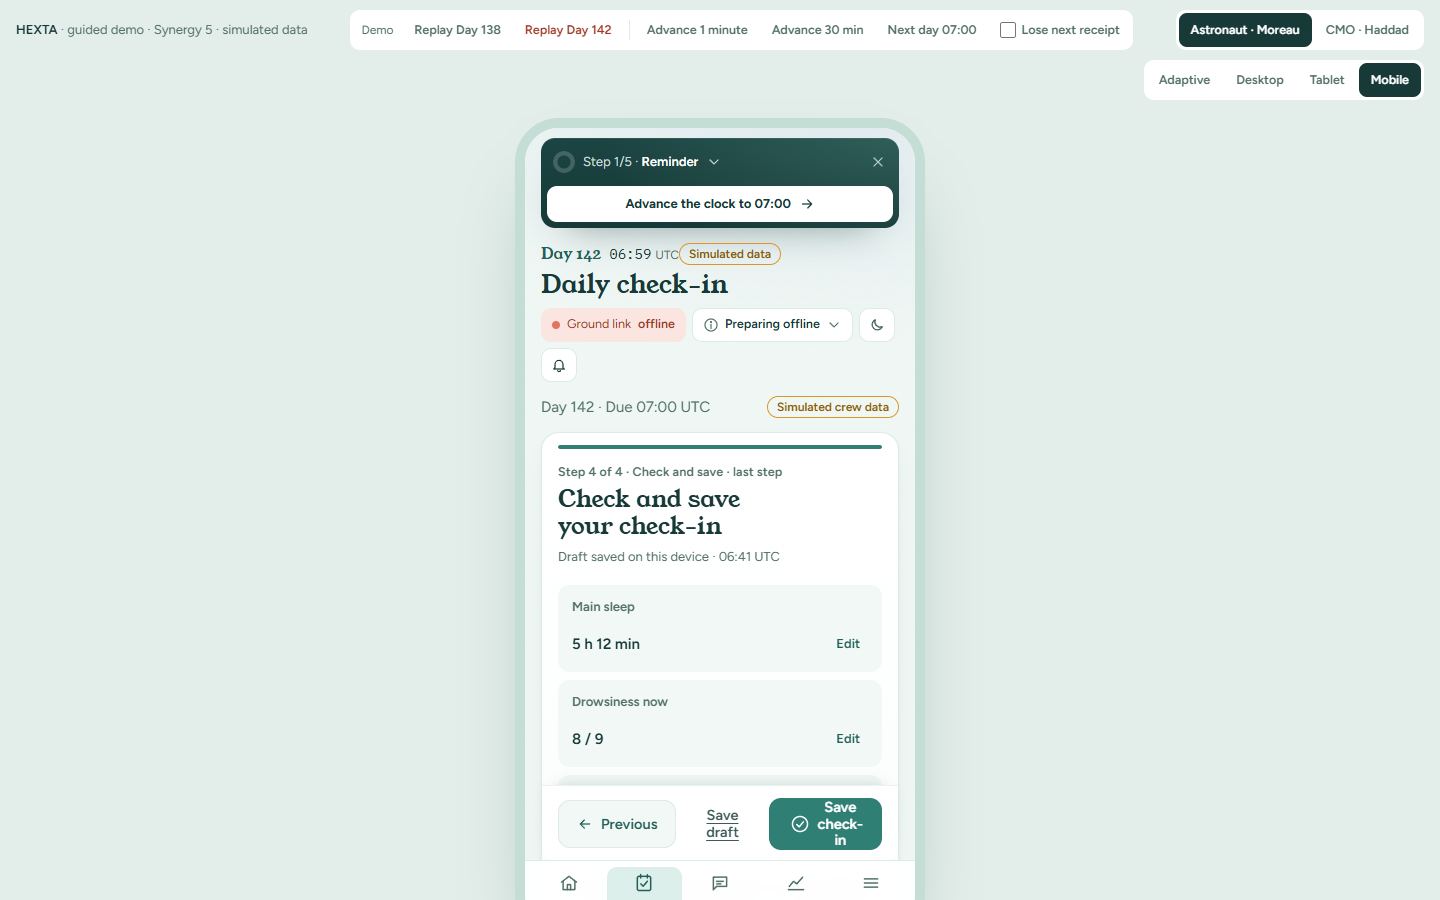 HEXTA · guided demo · Synergy 5 · simulated data
Demo
Replay Day 138
Replay Day 142
Advance 1 minute
Advance 30 min
Next day 07:00
Lose next receipt
Astronaut · Moreau
CMO · Haddad
Adaptive
Desktop
Tablet
Mobile
Step 1/5 · Reminder
Advance the clock to 07:00
Day 142 06:59 UTC
Simulated data
Daily check-in
Ground link offline
Preparing offline
Day 142 · Due 07:00 UTC
Simulated crew data
Step 4 of 4 · Check and save · last step
Check and save
your check-in
Draft saved on this device · 06:41 UTC
Main sleep
5 h 12 min
Edit
Drowsiness now
8 / 9
Edit
Previous
Save
draft
Save
check-
in